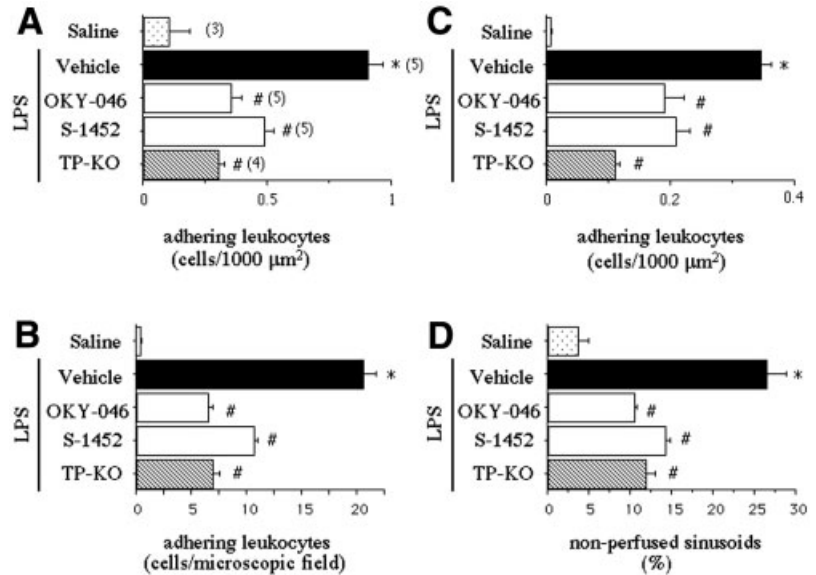 A
Saline (3)
Vehicle * (5)
OKY-046 # (5)
S-1452 # (5)
TP-KO # (4)
LPS
0 0.5 1
adhering leukocytes
(cells/1000 μm²)
C
Saline
Vehicle *
OKY-046 #
S-1452 #
TP-KO #
LPS
0 0.2 0.4
adhering leukocytes
(cells/1000 μm²)
B
Saline
Vehicle *
OKY-046 #
S-1452 #
TP-KO #
LPS
0 5 10 15 20
adhering leukocytes
(cells/microscopic field)
D
Saline
Vehicle *
OKY-046 #
S-1452 #
TP-KO #
LPS
0 5 10 15 20 25 30
non-perfused sinusoids
(%)